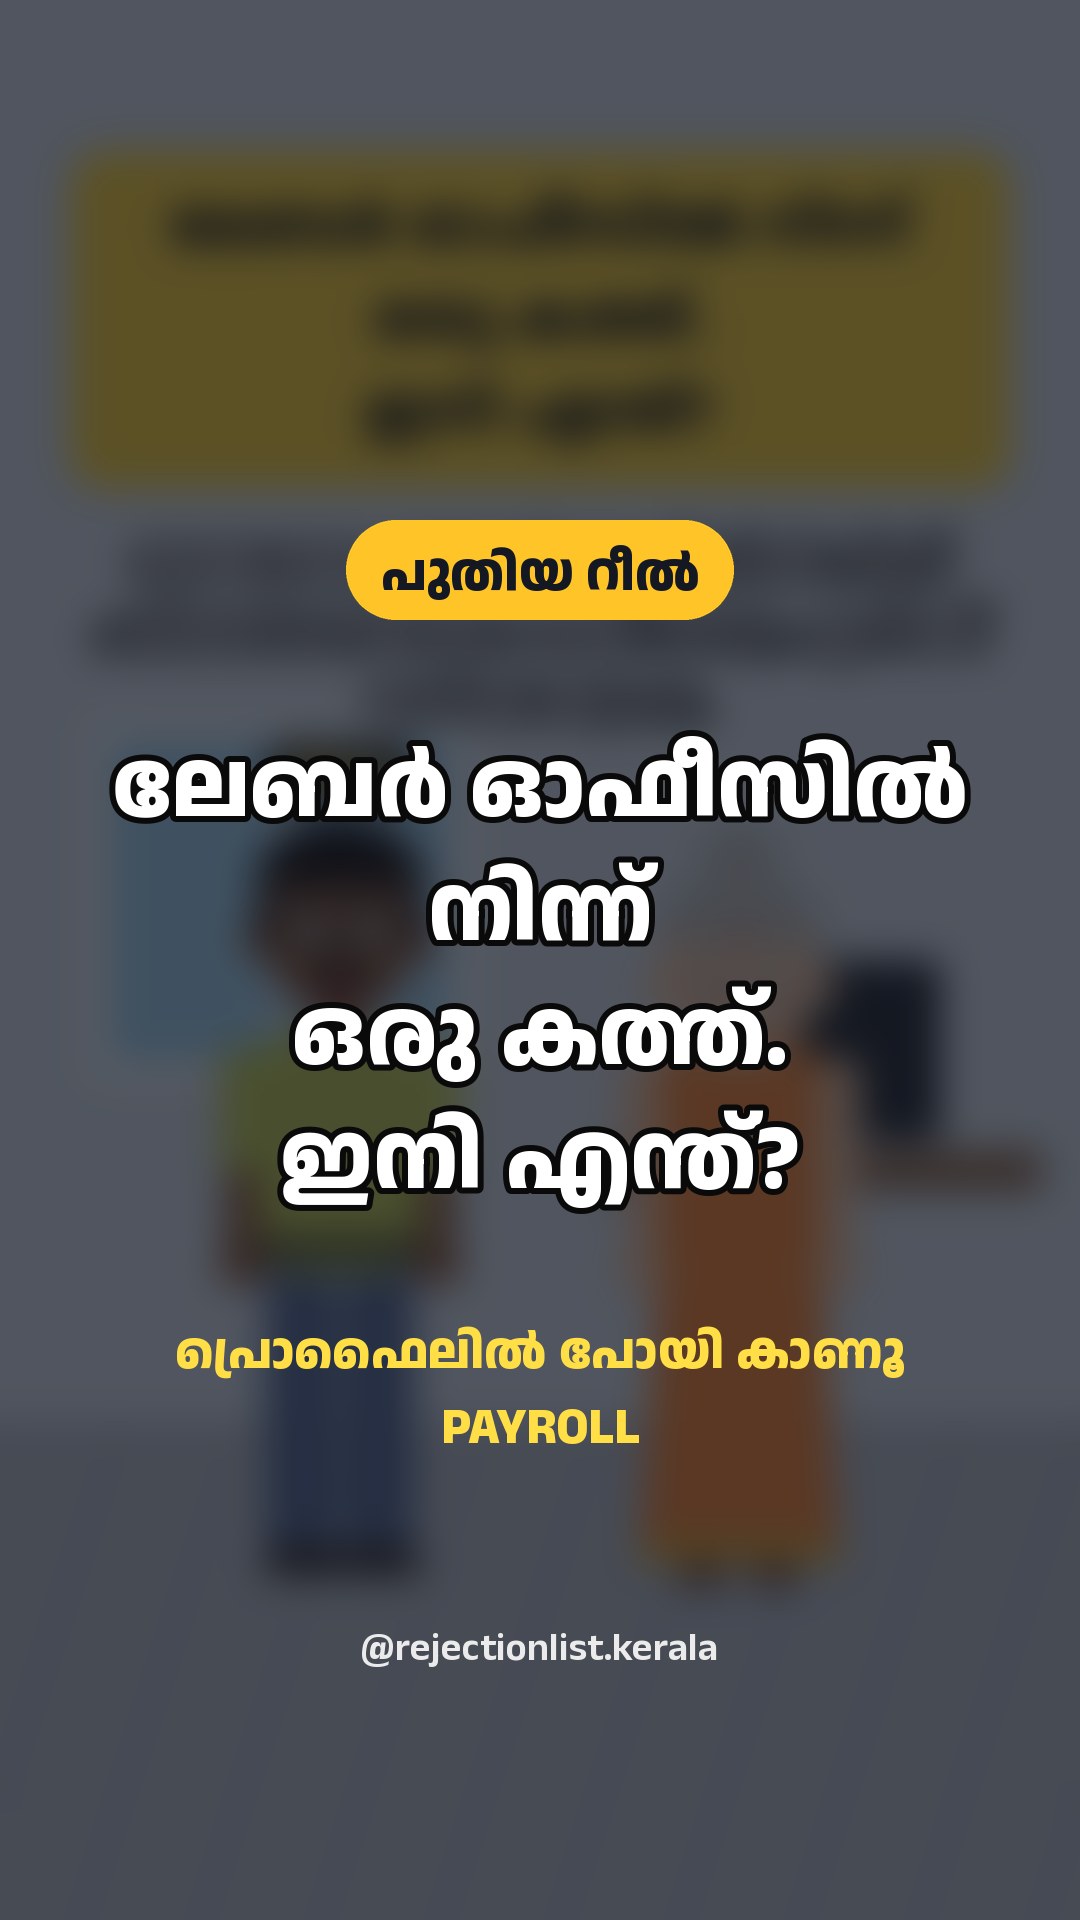 പുതിയ റീൽ
ലേബർ ഓഫീസിൽ
നിന്ന്
ഒരു കത്ത്.
ഇനി എന്ത്?
പ്രൊഫൈലിൽ പോയി കാണൂ
PAYROLL
@rejectionlist.kerala